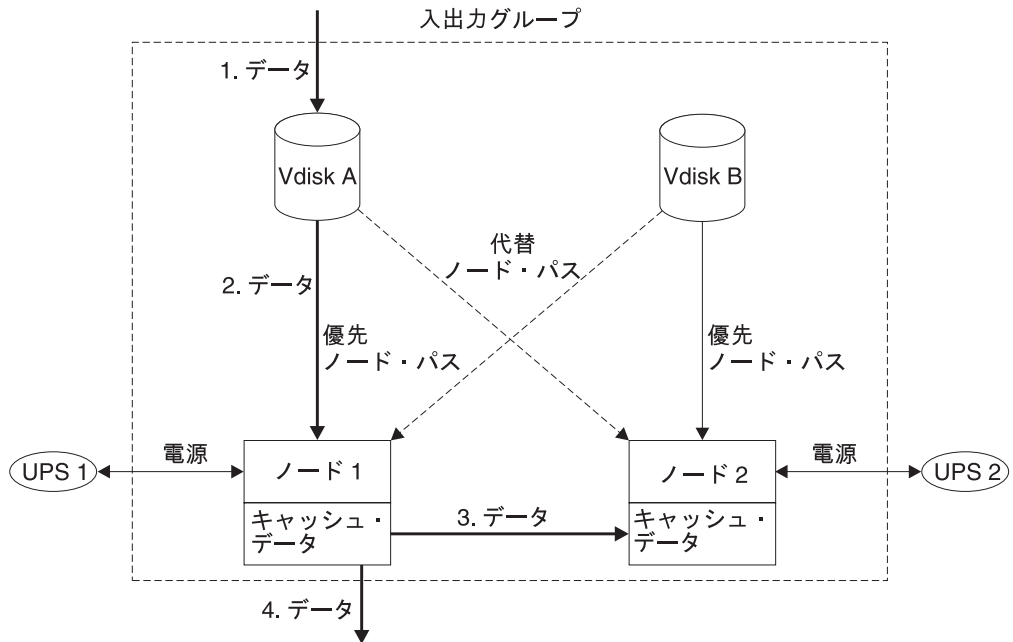 入出力グループ
1. データ
Vdisk A
Vdisk B
代替
ノード・パス
2. データ
優先
ノード・パス
優先
ノード・パス
UPS 1
電源
ノード 1
ノード 2
電源
UPS 2
キャッシュ・
データ
3. データ
キャッシュ・
データ
4. データ